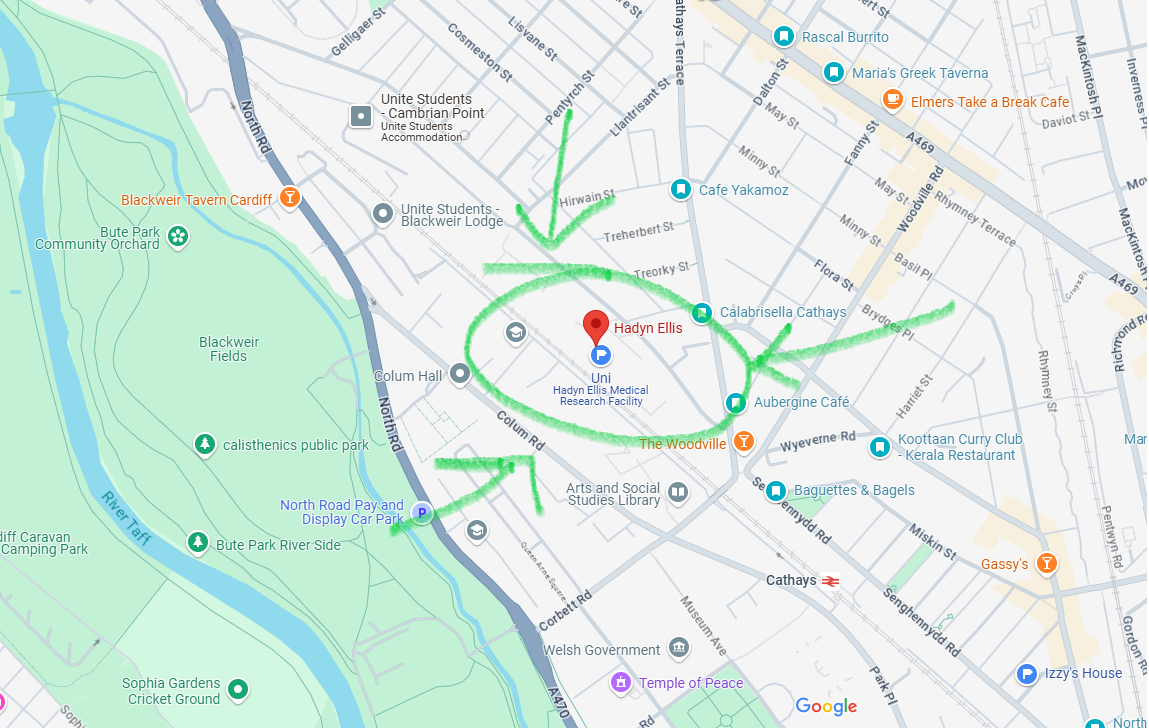 Gelligaer St
Cosmeston St
Lisvane St
Cathays Terrace
Rascal Burrito
Maria's Greek Taverna
Elmers Take a Break Cafe
MacKintosh Pl
Inverness Pl
Daviot St
A469
Dalton St
May St
Fanny St
Minny St
Pentyrch St
Llantrisant St
North Rd
Unite Students
- Cambrian Point
Unite Students
Accommodation
Blackweir Tavern Cardiff
Unite Students -
Blackweir Lodge
Bute Park
Community Orchard
Hirwain St
Treherbert St
Treorky St
Cafe Yakamoz
May St
Woodville Rd
Rhymney Terrace
Minny St
Basil Pl
Flora St
MacKintosh Pl
A469
Crwys Pl
Richmond Rd
Brydges Pl
Calabrisella Cathays
Hadyn Ellis
Uni
Hadyn Ellis Medical
Research Facility
Blackweir
Fields
Colum Hall
North Rd
Colum Rd
Aubergine Café
Harriet St
Rhymney St
The Woodville
Wyeverne Rd
Koottaan Curry Club
- Kerala Restaurant
calisthenics public park
North Road Pay and
Display Car Park
Arts and Social
Studies Library
Baguettes & Bagels
Senghennydd Rd
River Taff
Bute Park River Side
Camping Park
Queen Anne Square
Miskin St
Pentwyn Rd
Gassy's
Cathays
Senghennydd Rd
Corbett Rd
Museum Ave
Welsh Government
Gordon Rd
Izzy's House
Park Pl
Temple of Peace
Sophia Gardens
Cricket Ground
A470
Google
North